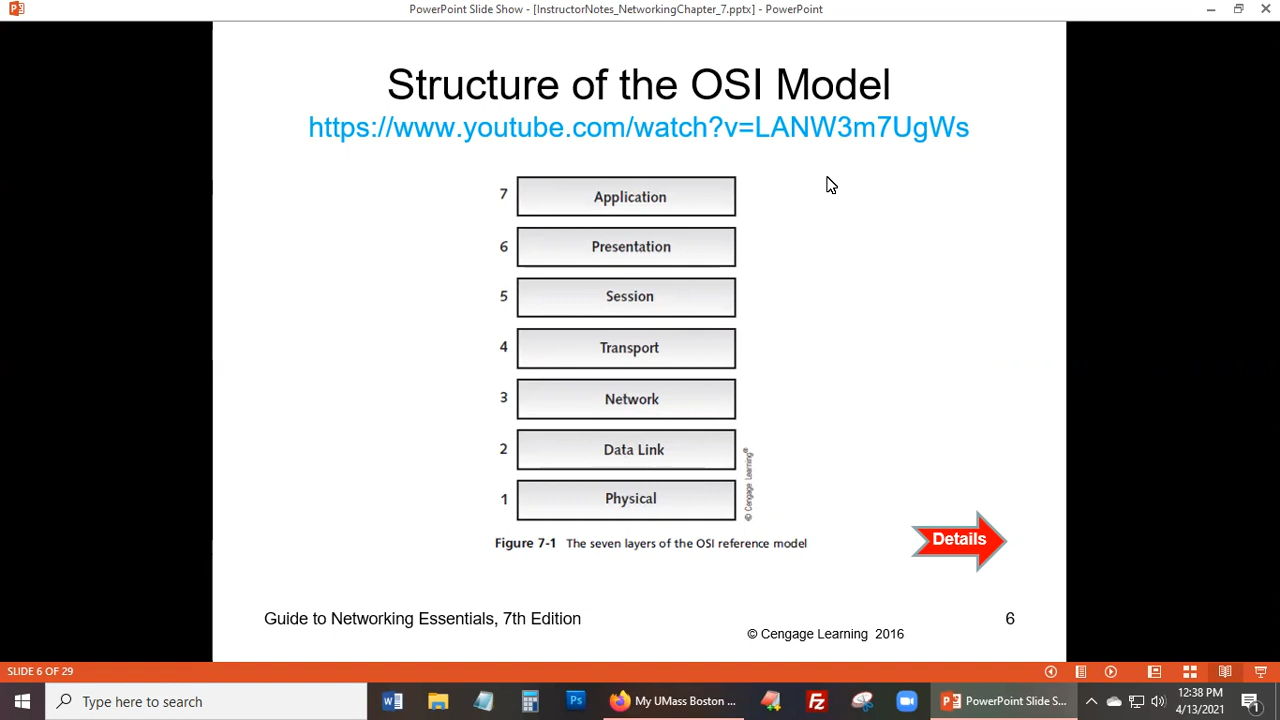 PowerPoint Slide Show - [InstructorNotes_NetworkingChapter_7.pptx] - PowerPoint
Structure of the OSI Model
https://www.youtube.com/watch?v=LANW3m7UgWs
7 Application
6 Presentation
5 Session
4 Transport
3 Network
2 Data Link
1 Physical
© Cengage Learning®
Figure 7-1 The seven layers of the OSI reference model
Details
Guide to Networking Essentials, 7th Edition
6
© Cengage Learning 2016
SLIDE 6 OF 29
Type here to search
My UMass Boston ...
PowerPoint Slide S...
12:38 PM
4/13/2021
1